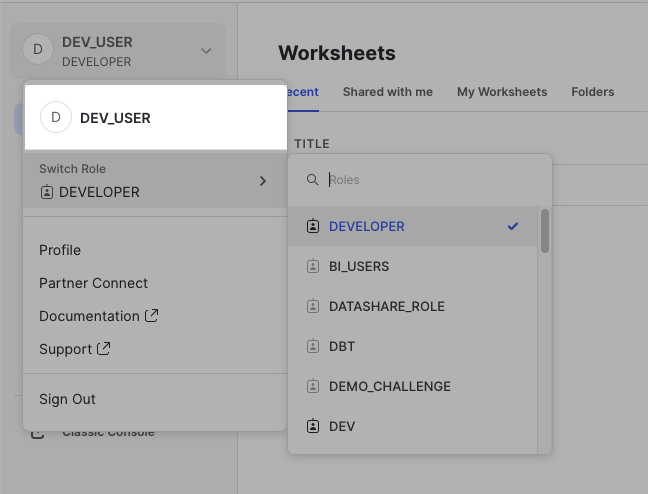 D
DEV_USER
DEVELOPER
D
DEV_USER
Switch Role
DEVELOPER
Profile
Partner Connect
Documentation
Support
Sign Out
Classic Console
Worksheets
ecent
Shared with me
My Worksheets
Folders
TITLE
Roles
DEVELOPER
BI_USERS
DATASHARE_ROLE
DBT
DEMO_CHALLENGE
DEV